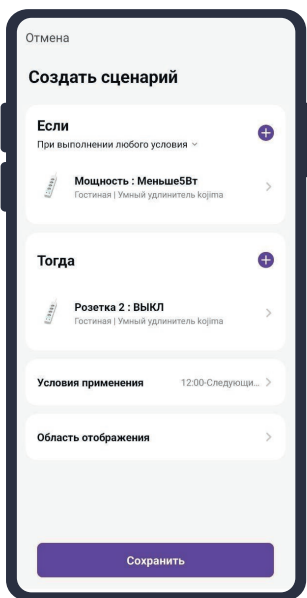 Отмена
Создать сценарий
Если
При выполнении любого условия
Мощность : Меньше5Вт
Гостиная | Умный удлинитель kojima
Тогда
Розетка 2 : ВЫКЛ
Гостиная | Умный удлинитель kojima
Условия применения 12:00-Следующи...
Область отображения
Сохранить